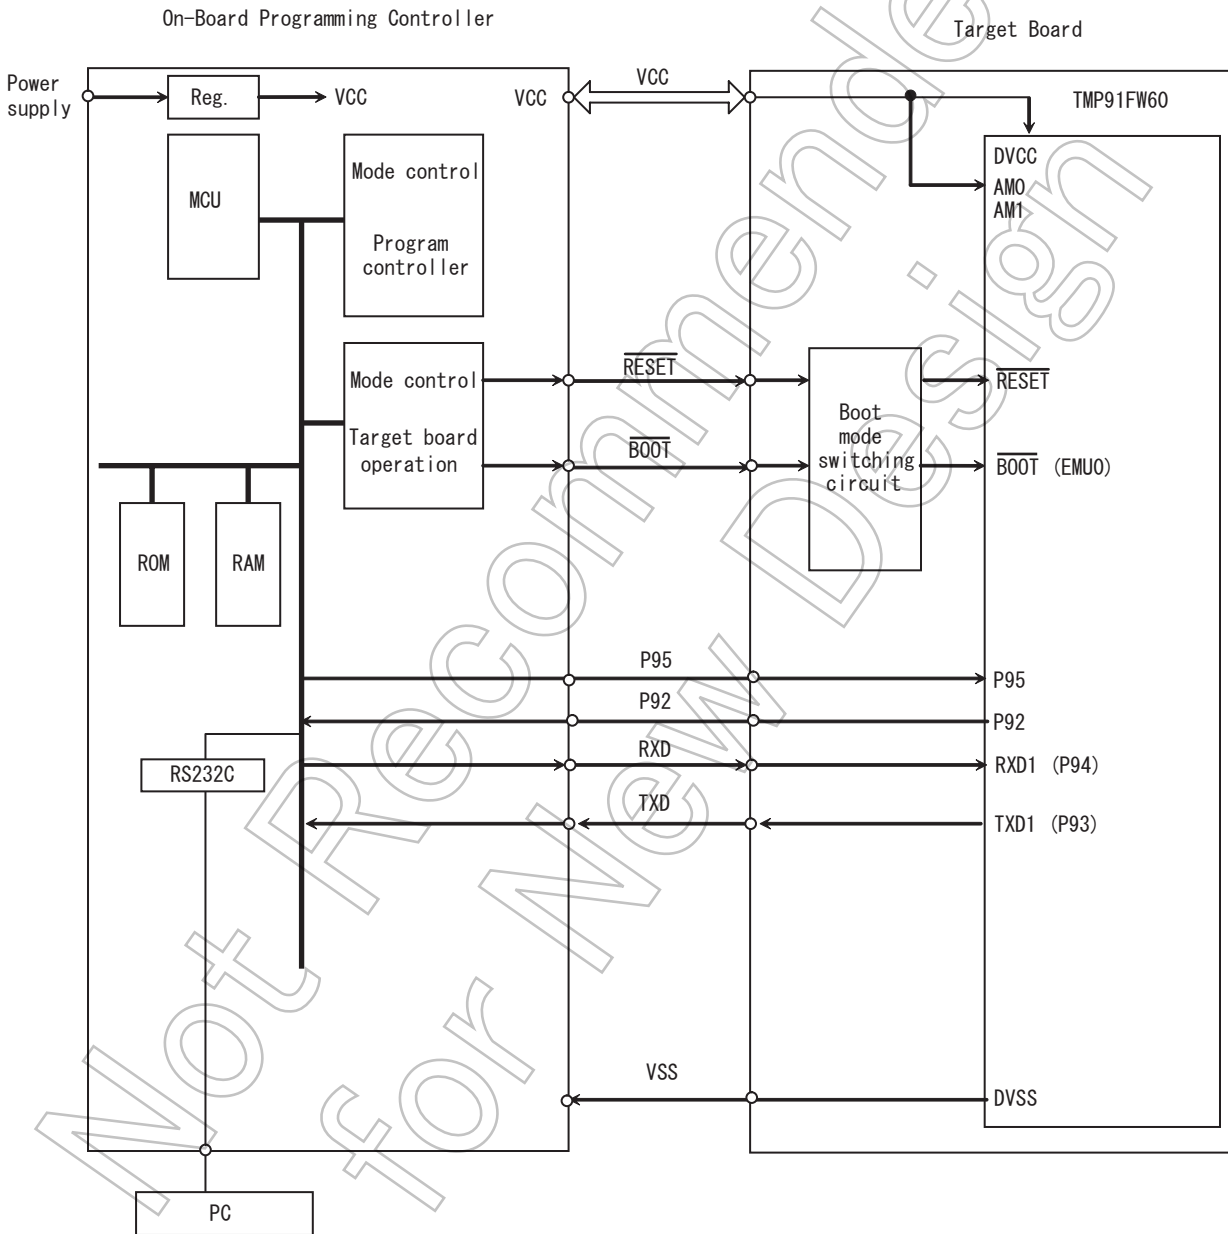 On-Board Programming Controller
Target Board
Power
supply
Reg.
VCC
VCC
VCC
TMP91FW60
MCU
Mode control
Program
controller
DVCC
AM0
AM1
Mode control
Target board
operation
RESET
BOOT
Boot
mode
switching
circuit
RESET
BOOT (EMU0)
ROM
RAM
P95
P95
P92
P92
RS232C
RXD
RXD1 (P94)
TXD
TXD1 (P93)
VSS
DVSS
PC
Not Recommende
for New Design